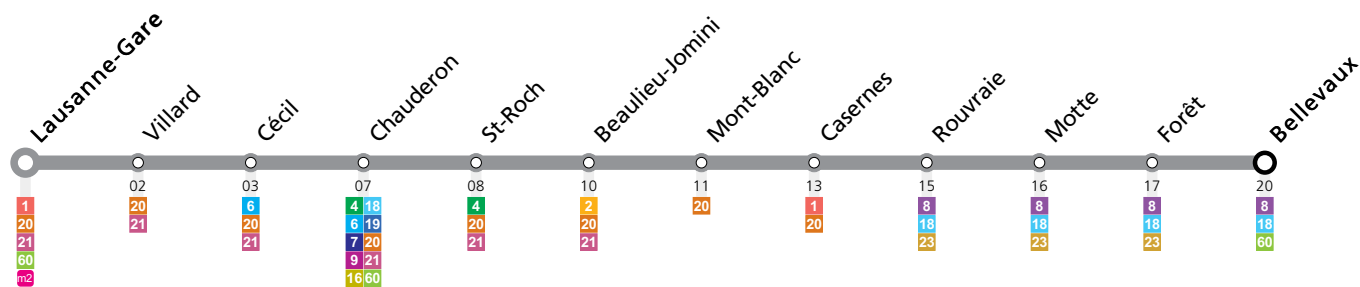 Lausanne-Gare
Villard
Cécil
Chauderon
St-Roch
Beaulieu-Jomini
Mont-Blanc
Casernes
Rouvraie
Motte
Forêt
Bellevaux
02 03 07 08 10 11 13 15 16 17 20
1 20 6 4 18 4 2 20 1 8 8 8 8
20 21 20 6 19 20 20 20 18 18 18 18
21 21 7 20 21 21 23 23 23 60
60 9 21
m2 16 60